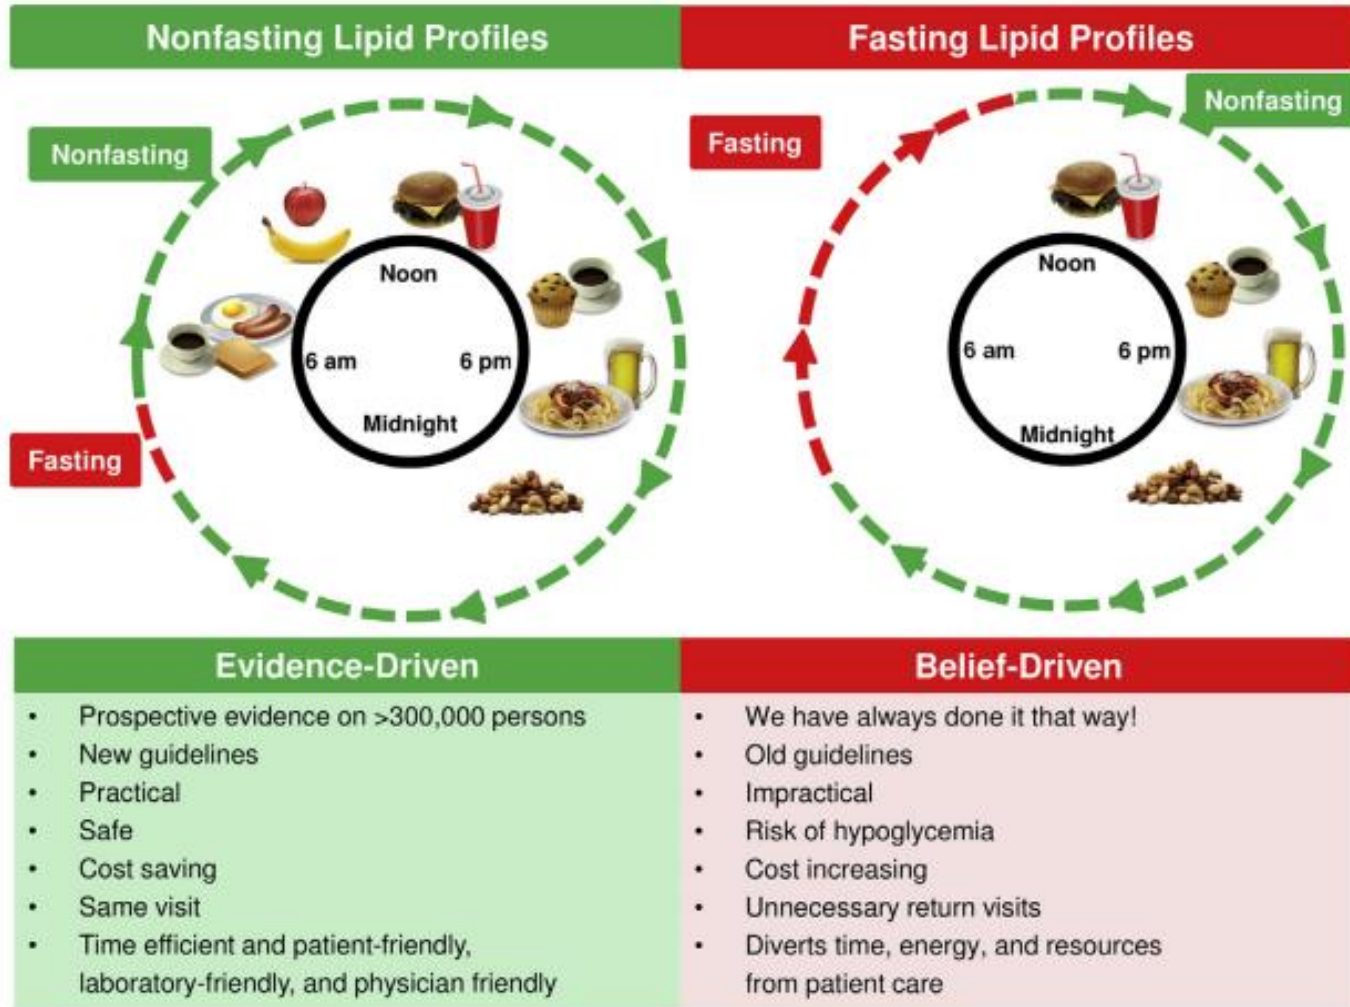 Nonfasting Lipid Profiles
Nonfasting
Noon
6 am
6 pm
Midnight
Fasting
Fasting Lipid Profiles
Nonfasting
Fasting
Noon
6 am
6 pm
Midnight
Evidence-Driven
• Prospective evidence on >300,000 persons
• New guidelines
• Practical
• Safe
• Cost saving
• Same visit
• Time efficient and patient-friendly,
laboratory-friendly, and physician friendly
Belief-Driven
• We have always done it that way!
• Old guidelines
• Impractical
• Risk of hypoglycemia
• Cost increasing
• Unnecessary return visits
• Diverts time, energy, and resources
from patient care